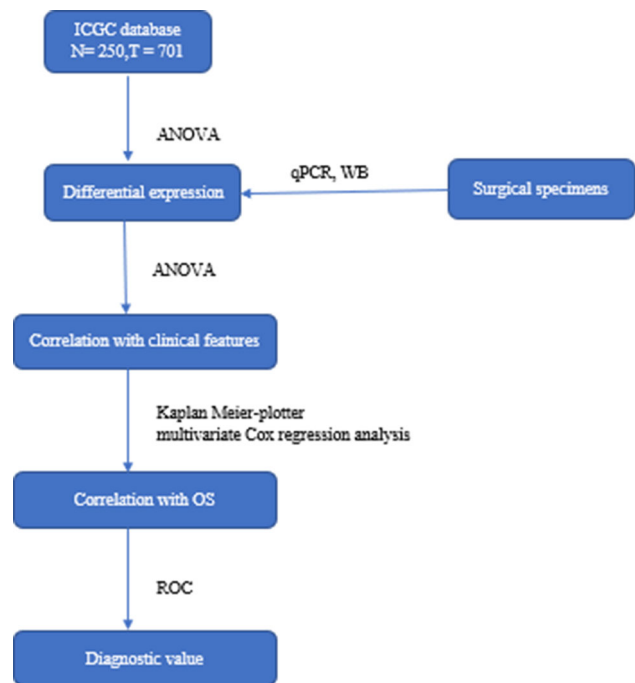 ICGC database
N= 250,T = 701
ANOVA
Differential expression
qPCR, WB
Surgical specimens
ANOVA
Correlation with clinical features
Kaplan Meier-plotter
multivariate Cox regression analysis
Correlation with OS
ROC
Diagnostic value